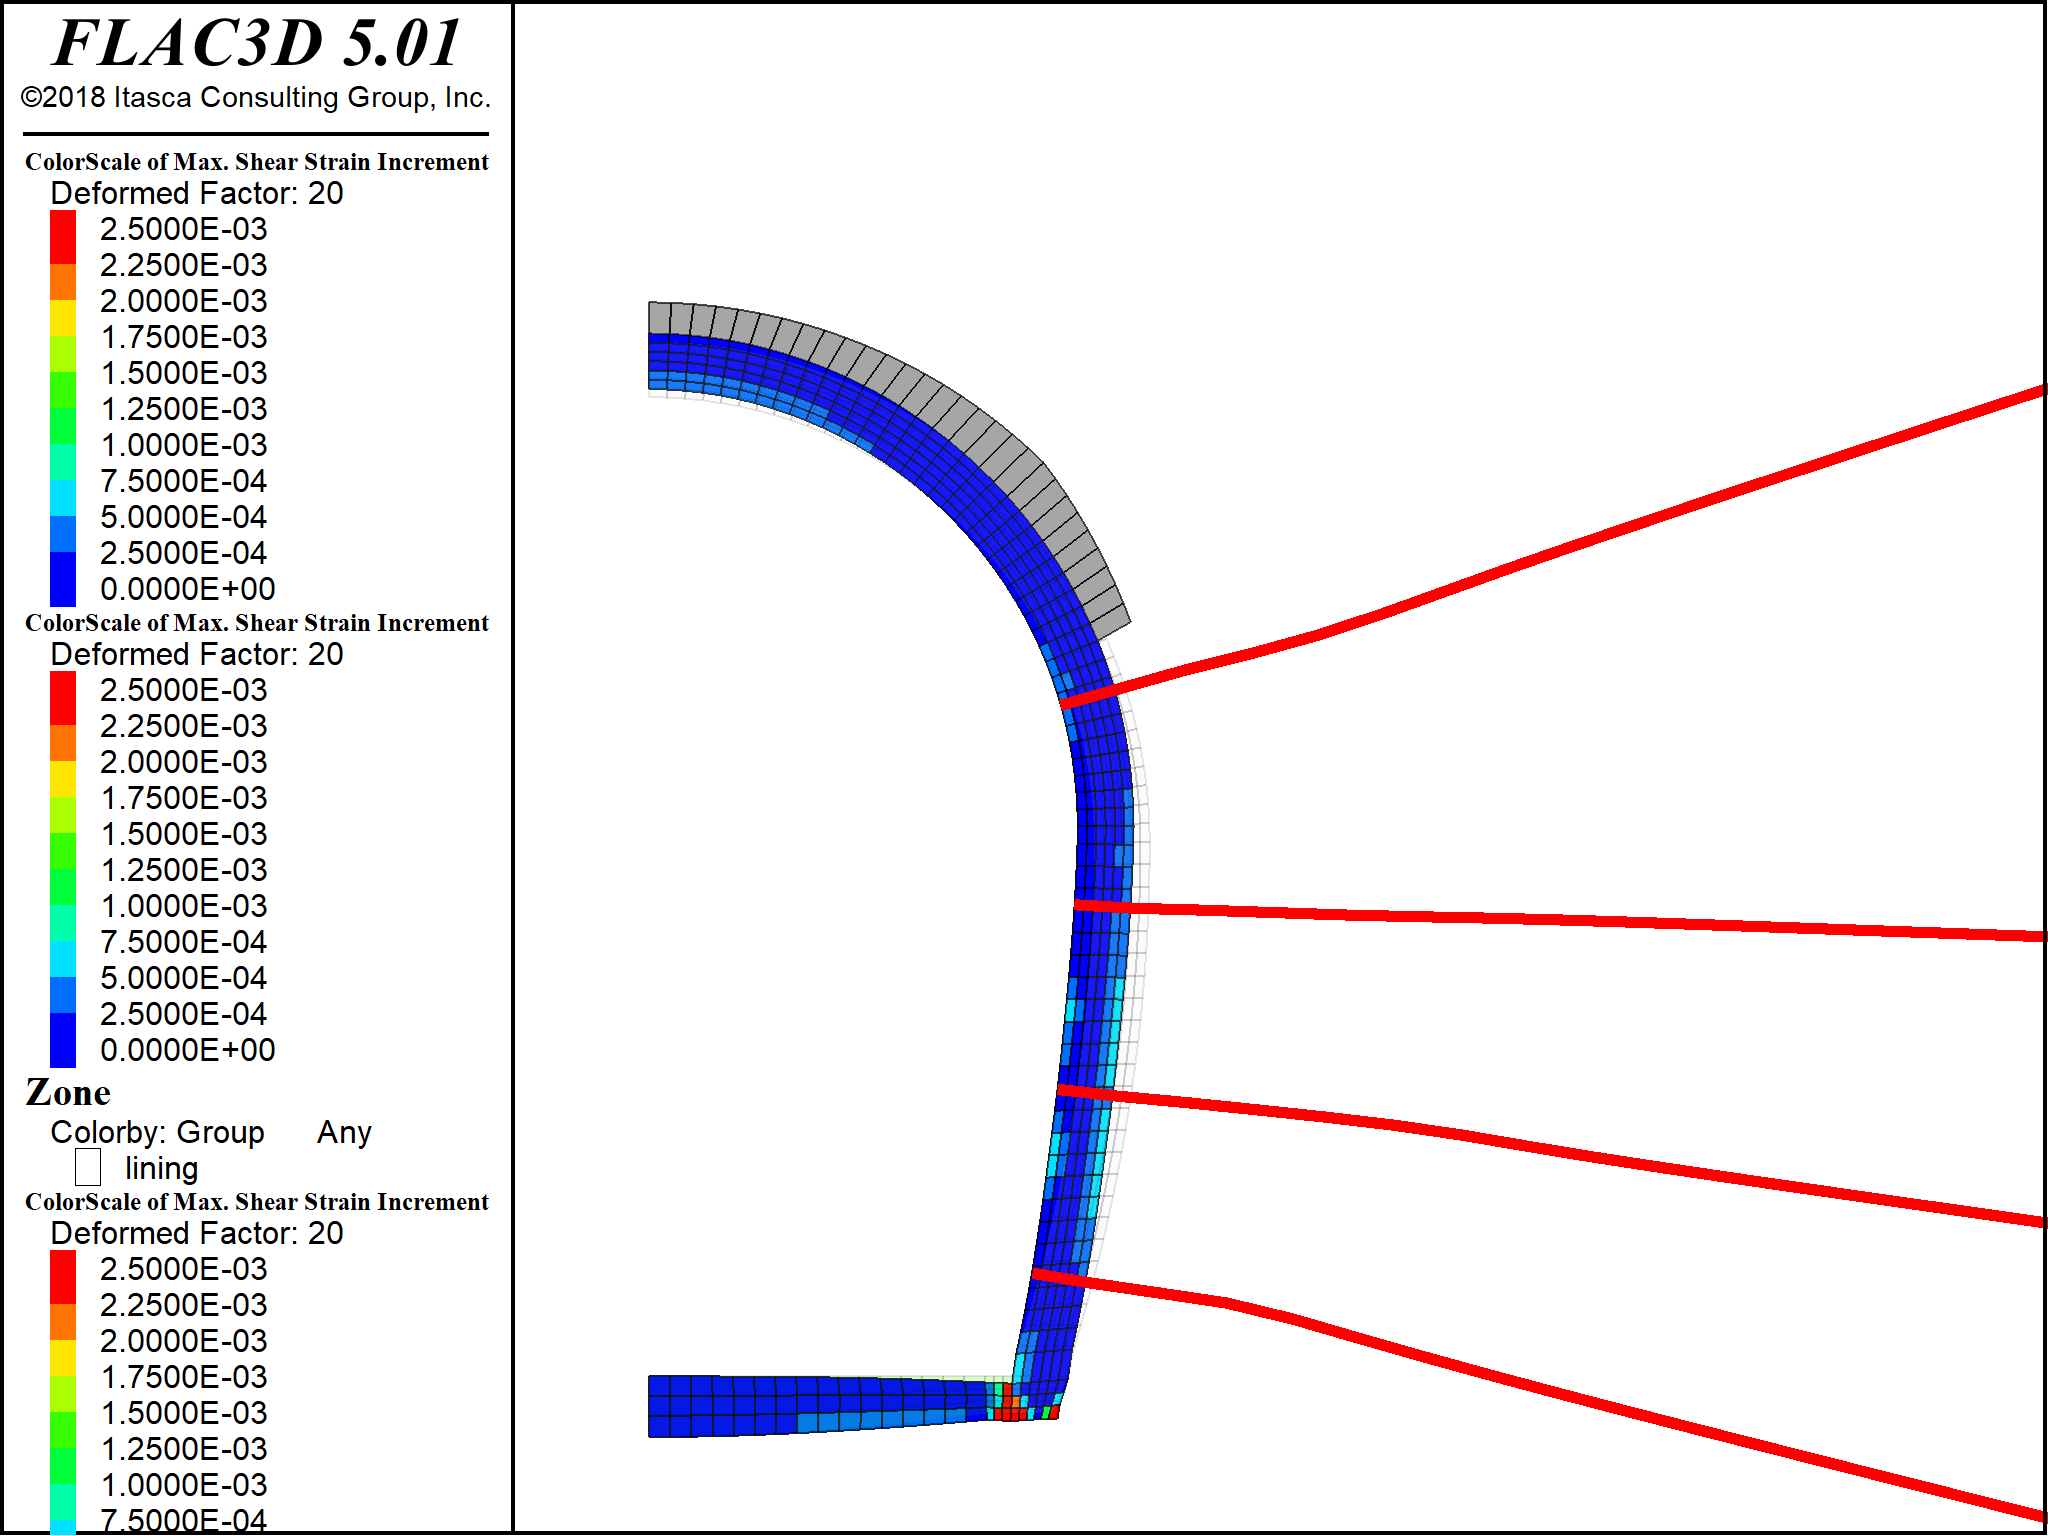 FLAC3D 5.01
©2018 Itasca Consulting Group, Inc.
ColorScale of Max. Shear Strain Increment
Deformed Factor: 20
2.5000E-03
2.2500E-03
2.0000E-03
1.7500E-03
1.5000E-03
1.2500E-03
1.0000E-03
7.5000E-04
5.0000E-04
2.5000E-04
0.0000E+00
ColorScale of Max. Shear Strain Increment
Deformed Factor: 20
2.5000E-03
2.2500E-03
2.0000E-03
1.7500E-03
1.5000E-03
1.2500E-03
1.0000E-03
7.5000E-04
5.0000E-04
2.5000E-04
0.0000E+00
Zone
Colorby: Group Any
lining
ColorScale of Max. Shear Strain Increment
Deformed Factor: 20
2.5000E-03
2.2500E-03
2.0000E-03
1.7500E-03
1.5000E-03
1.2500E-03
1.0000E-03
7.5000E-04